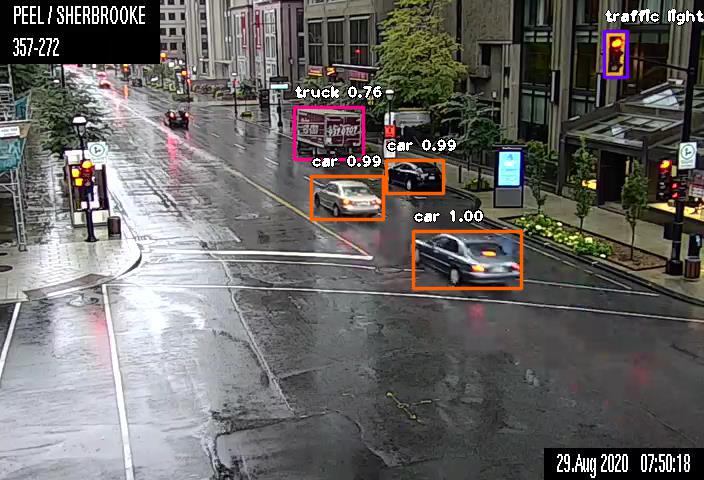 PEEL / SHERBROOKE
357-272
traffic light
truck 0.76
car 0.99
car 0.99
car 1.00
29.Aug 2020 07:50:18